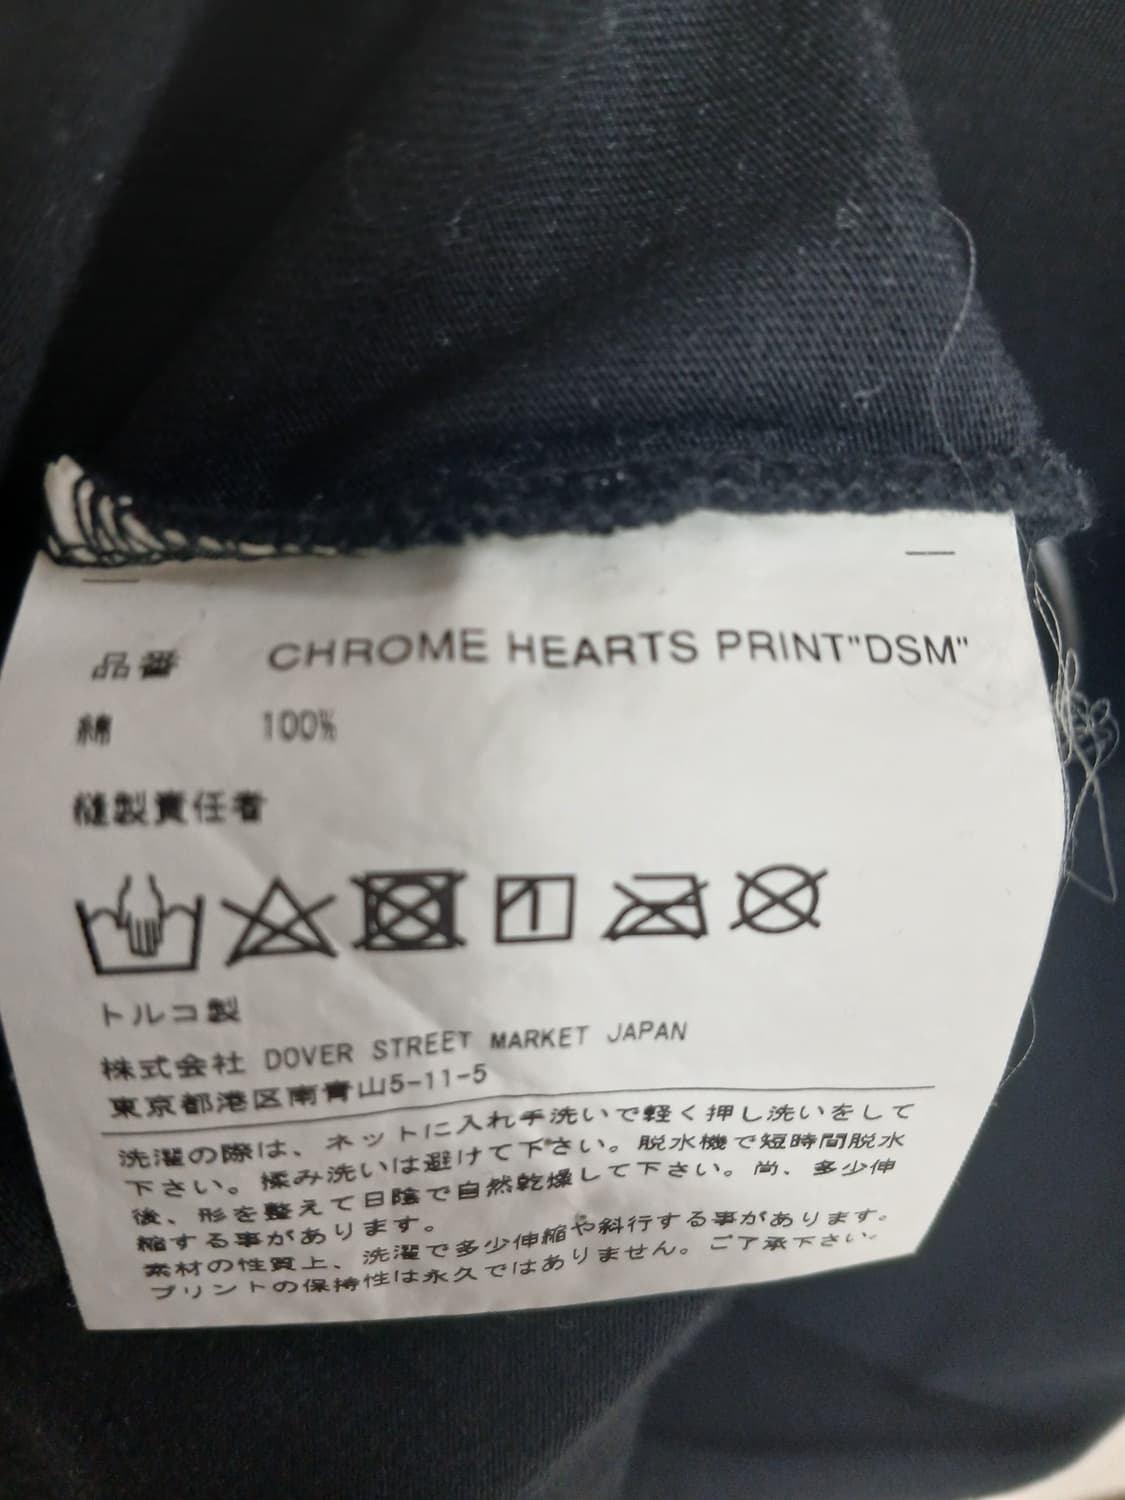 品番 CHROME HEARTS PRINT"DSM"
綿 100%
縫製責任者
トルコ製
株式会社 DOVER STREET MARKET JAPAN
東京都港区南青山5-11-5
洗濯の際は、ネットに入れ手洗いで軽く押し洗いをして
下さい。揉み洗いは避けて下さい。脱水機で短時間脱水
後、形を整えて日陰で自然乾燥して下さい。尚、多少伸
縮する事があります。
素材の性質上、洗濯で多少伸縮や斜行する事があります。
プリントの保持性は永久ではありません。ご了承下さい。